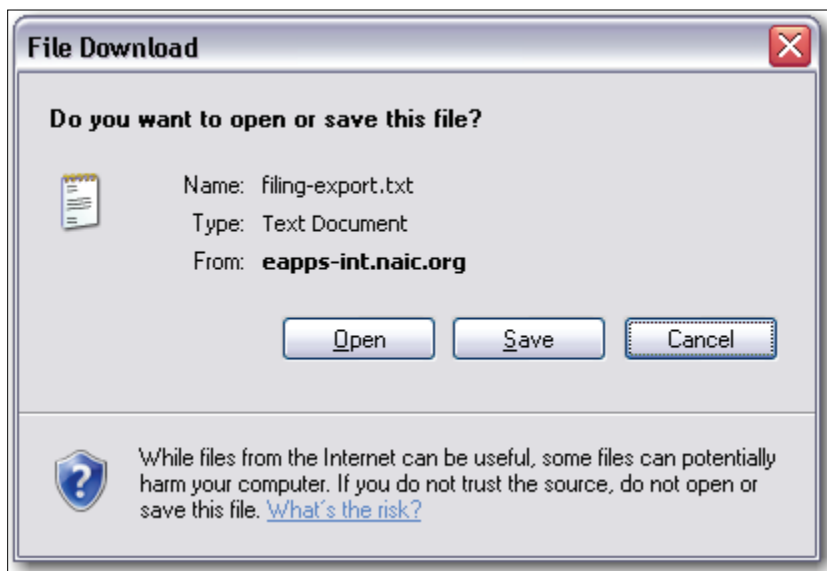 File Download
Do you want to open or save this file?
Name: filing-export.txt
Type: Text Document
From: eapps-int.naic.org
Open Save Cancel
While files from the Internet can be useful, some files can potentially
harm your computer. If you do not trust the source, do not open or
save this file. What's the risk?